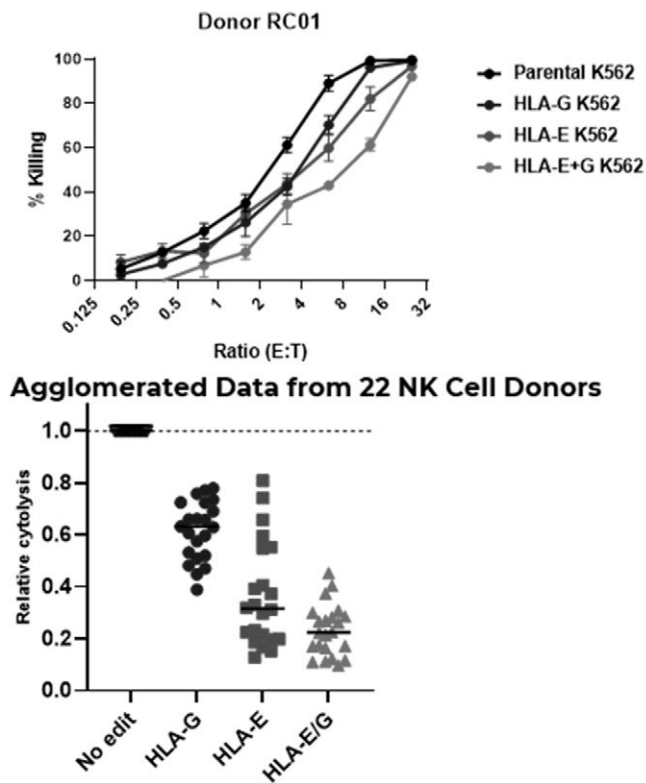 Donor RC01
100
80
60
40
20
0
% Killing
0.125
0.25
0.5
1
2
4
8
16
32
Ratio (E:T)
Parental K562
HLA-G K562
HLA-E K562
HLA-E+G K562
Agglomerated Data from 22 NK Cell Donors
1.0
0.8
0.6
0.4
0.2
0.0
Relative cytolysis
No edit
HLA-G
HLA-E
HLA-E/G